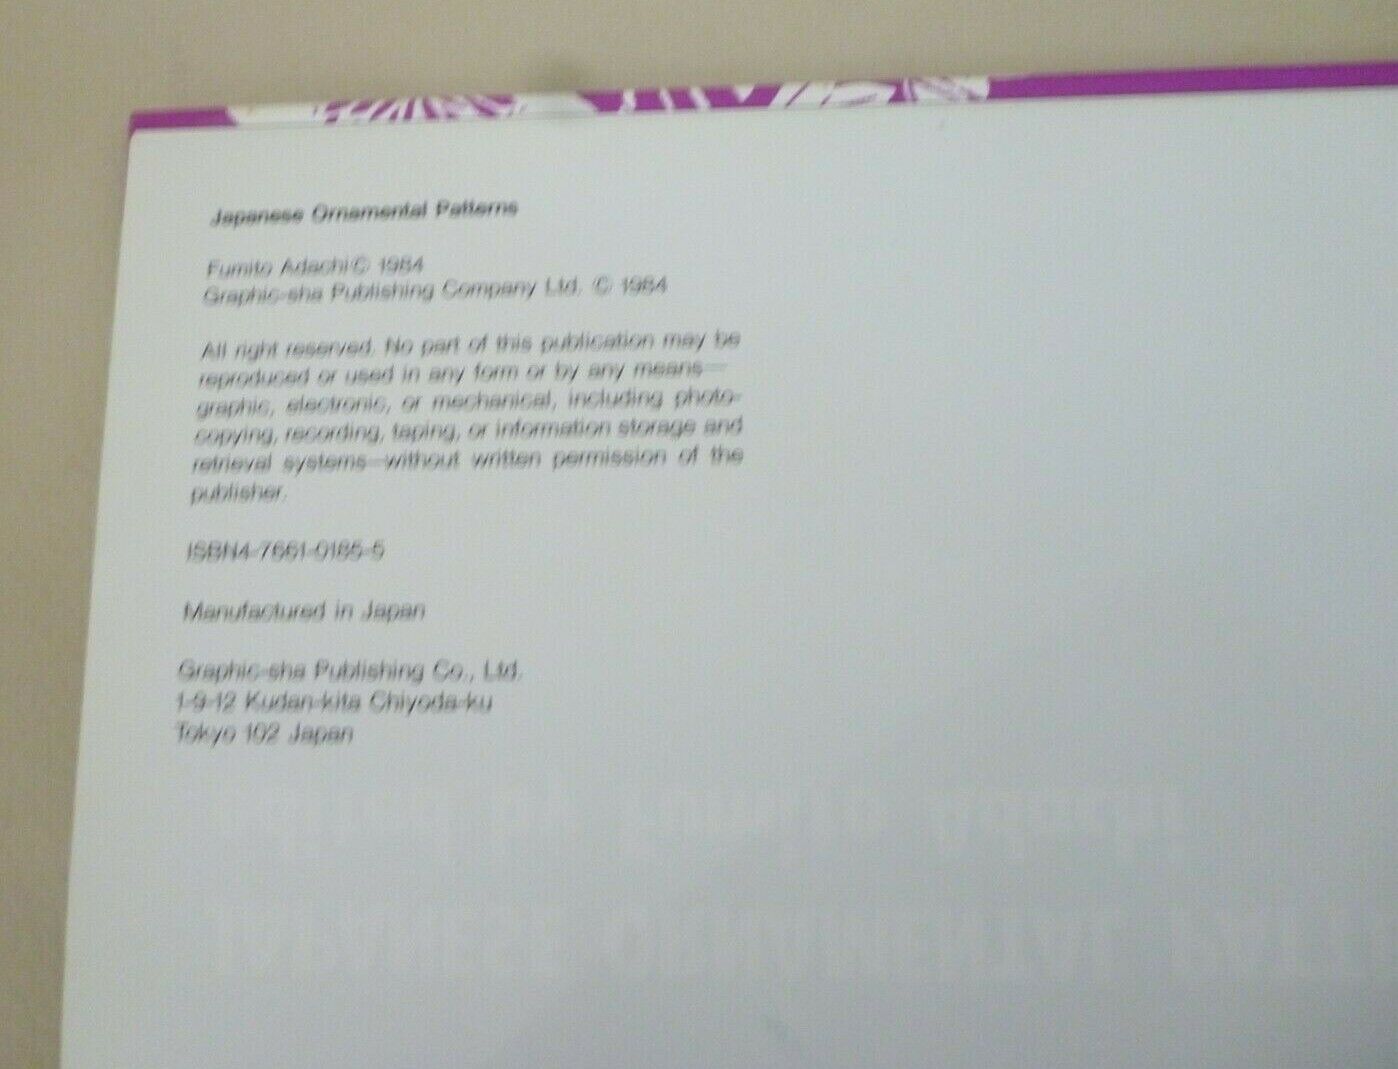 Japanese Ornamental Patterns
Fumito Adachi © 1984
Graphic-sha Publishing Company Ltd. © 1984
All right reserved. No part of this publication may be
reproduced or used in any form or by any means—
graphic, electronic, or mechanical, including photo-
copying, recording, taping, or information storage and
retrieval systems—without written permission of the
publisher.
ISBN4-7661-0185-5
Manufactured in Japan
Graphic-sha Publishing Co., Ltd.
1-9-12 Kudan-kita Chiyoda-ku
Tokyo 102 Japan